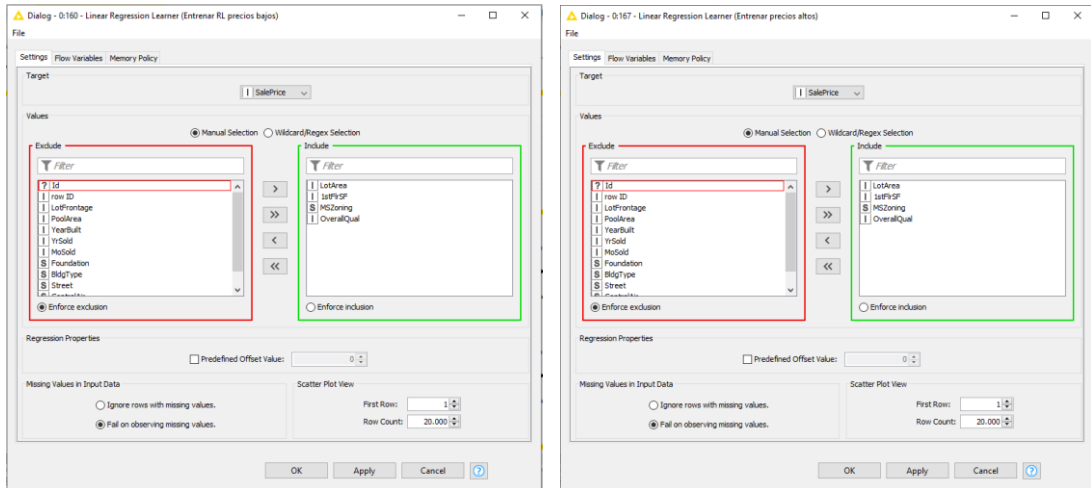 Dialog - 0:160 - Linear Regression Learner (Entrenar RL precios bajos)
File
Settings Flow Variables Memory Policy
Target
I SalePrice
Values
Manual Selection Wildcard/Regex Selection
Exclude
Include
Filter
Filter
? Id
I row ID
I LotFrontage
I PoolArea
I YearBuilt
I YrSold
I MoSold
S Foundation
S BldgType
S Street
S CentralAir
>
>>
<
<<
I LotArea
I 1stFlrSF
S MSZoning
I OverallQual
Enforce exclusion
Enforce inclusion
Regression Properties
Predefined Offset Value: 0
Missing Values in Input Data
Ignore rows with missing values.
Fail on observing missing values.
Scatter Plot View
First Row: 1
Row Count: 20.000
OK Apply Cancel ?
Dialog - 0:167 - Linear Regression Learner (Entrenar precios altos)
File
Settings Flow Variables Memory Policy
Target
I SalePrice
Values
Manual Selection Wildcard/Regex Selection
Exclude
Include
Filter
Filter
? Id
I row ID
I LotFrontage
I PoolArea
I YearBuilt
I YrSold
I MoSold
S Foundation
S BldgType
S Street
S CentralAir
>
>>
<
<<
I LotArea
I 1stFlrSF
S MSZoning
I OverallQual
Enforce exclusion
Enforce inclusion
Regression Properties
Predefined Offset Value: 0
Missing Values in Input Data
Ignore rows with missing values.
Fail on observing missing values.
Scatter Plot View
First Row: 1
Row Count: 20.000
OK Apply Cancel ?